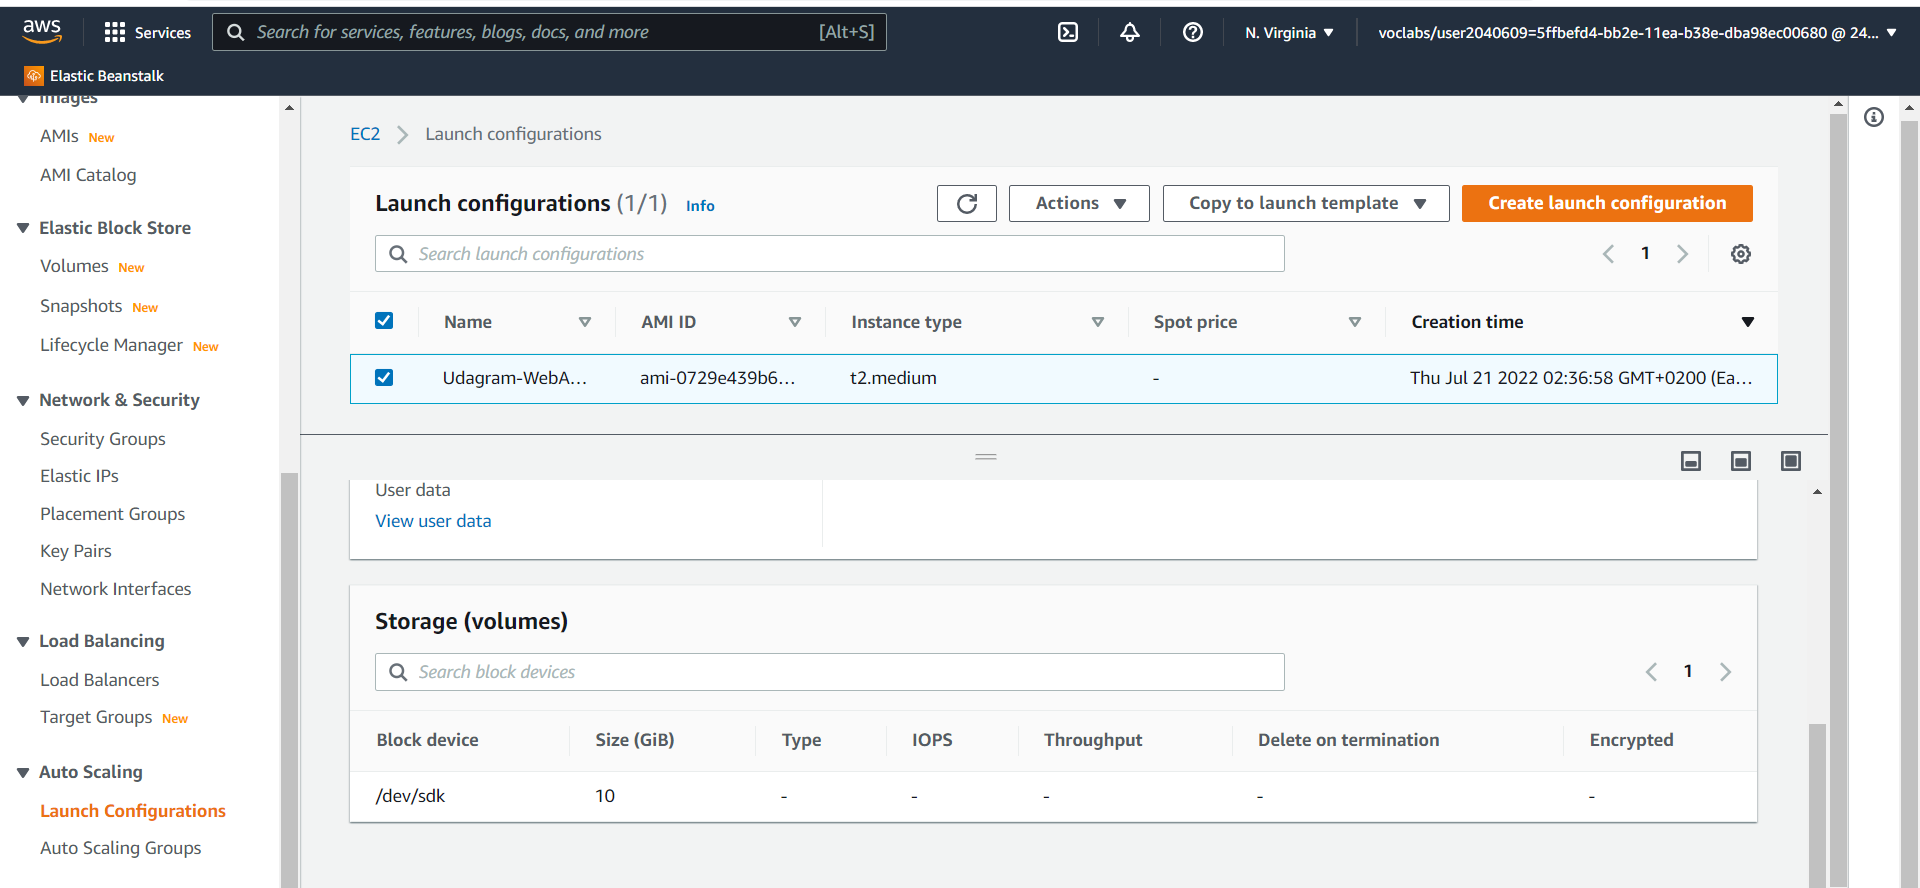 aws
Services
Search for services, features, blogs, docs, and more [Alt+S]
N. Virginia
voclabs/user2040609=5ffbefd4-bb2e-11ea-b38e-dba98ec00680 @ 24...
Elastic Beanstalk
Images
AMIs New
AMI Catalog
Elastic Block Store
Volumes New
Snapshots New
Lifecycle Manager New
Network & Security
Security Groups
Elastic IPs
Placement Groups
Key Pairs
Network Interfaces
Load Balancing
Load Balancers
Target Groups New
Auto Scaling
Launch Configurations
Auto Scaling Groups
EC2 > Launch configurations
Launch configurations (1/1) Info
Actions
Copy to launch template
Create launch configuration
Search launch configurations
1
Name AMI ID Instance type Spot price Creation time
Udagram-WebA... ami-0729e439b6... t2.medium - Thu Jul 21 2022 02:36:58 GMT+0200 (Ea...
User data
View user data
Storage (volumes)
Search block devices
1
Block device Size (GiB) Type IOPS Throughput Delete on termination Encrypted
/dev/sdk 10 - - - - -